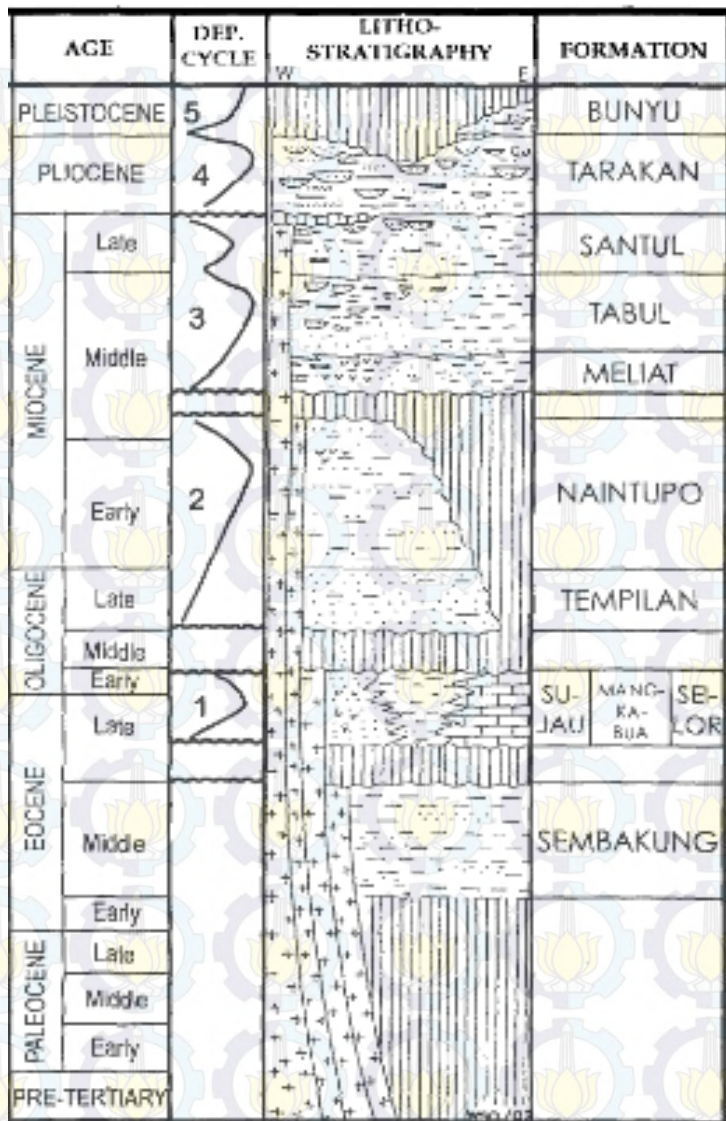 AGE
DEP.
CYCLE
LITHO-
STRATIGRAPHY
W E
FORMATION
PLEISTOCENE
5
BUNYU
PLIOCENE
4
TARAKAN
MIOCENE
Late
SANTUL
3
TABUL
Middle
MELIAT
2
NAINTUPO
Early
OLIGOCENE
Late
TEMPILAN
Middle
Early
1
SU-
JAU
MANG-
KA-
BUA
SE-
LOR
EOCENE
Late
Middle
SEMBAKUNG
Early
PALEOCENE
Late
Middle
Early
PRE-TERTIARY